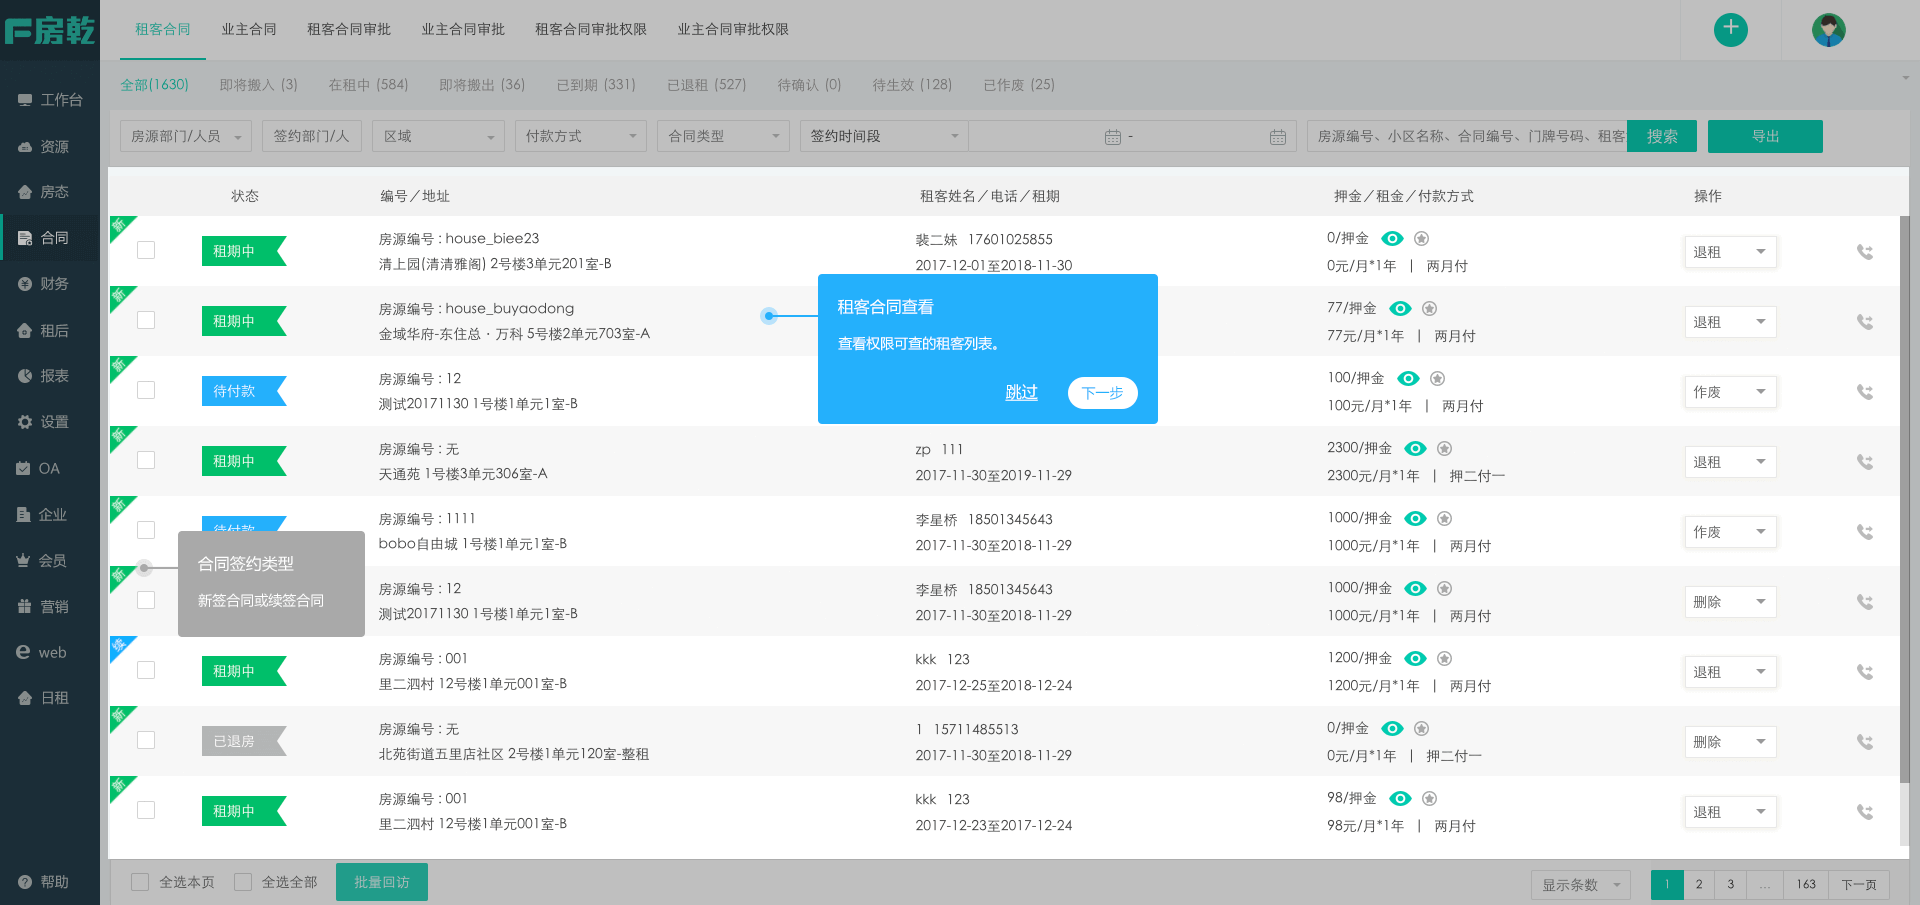 房乾
租客合同 业主合同 租客合同审批 业主合同审批 租客合同审批权限 业主合同审批权限
全部(1630) 即将搬入 (3) 在租中 (584) 即将搬出 (36) 已到期 (331) 已退租 (527) 待确认 (0) 待生效 (128) 已作废 (25)
房源部门/人员 签约部门/人 区域 付款方式 合同类型 签约时间段 - 房源编号、小区名称、合同编号、门牌号码、租客 搜索 导出
工作台
资源
房态
合同
财务
租后
报表
设置
OA
企业
会员
营销
web
日租
帮助
状态 编号／地址 租客姓名／电话／租期 押金／租金／付款方式 操作
新
租期中
房源编号 : house_biee23
清上园(清清雅阁) 2号楼3单元201室-B
裴二妹 17601025855
2017-12-01至2018-11-30
0/押金
0元/月*1年 | 两月付
退租
新
租期中
房源编号 : house_buyaodong
金域华府-东住总 · 万科 5号楼2单元703室-A
77/押金
77元/月*1年 | 两月付
退租
租客合同查看
查看权限可查的租客列表。
跳过 下一步
新
待付款
房源编号 : 12
测试20171130 1号楼1单元1室-B
100/押金
100元/月*1年 | 两月付
作废
新
租期中
房源编号 : 无
天通苑 1号楼3单元306室-A
zp 111
2017-11-30至2019-11-29
2300/押金
2300元/月*1年 | 押二付一
退租
新
待付款
房源编号 : 1111
bobo自由城 1号楼1单元1室-B
李星桥 18501345643
2017-11-30至2018-11-29
1000/押金
1000元/月*1年 | 两月付
作废
合同签约类型
新签合同或续签合同
新
房源编号 : 12
测试20171130 1号楼1单元1室-B
李星桥 18501345643
2017-11-30至2018-11-29
1000/押金
1000元/月*1年 | 两月付
删除
续
租期中
房源编号 : 001
里二泗村 12号楼1单元001室-B
kkk 123
2017-12-25至2018-12-24
1200/押金
1200元/月*1年 | 两月付
退租
新
已退房
房源编号 : 无
北苑街道五里店社区 2号楼1单元120室-整租
1 15711485513
2017-11-30至2018-11-29
0/押金
0元/月*1年 | 押二付一
删除
新
租期中
房源编号 : 001
里二泗村 12号楼1单元001室-B
kkk 123
2017-12-23至2017-12-24
98/押金
98元/月*1年 | 两月付
退租
全选本页 全选全部 批量回访 显示条数 1 2 3 ... 163 下一页